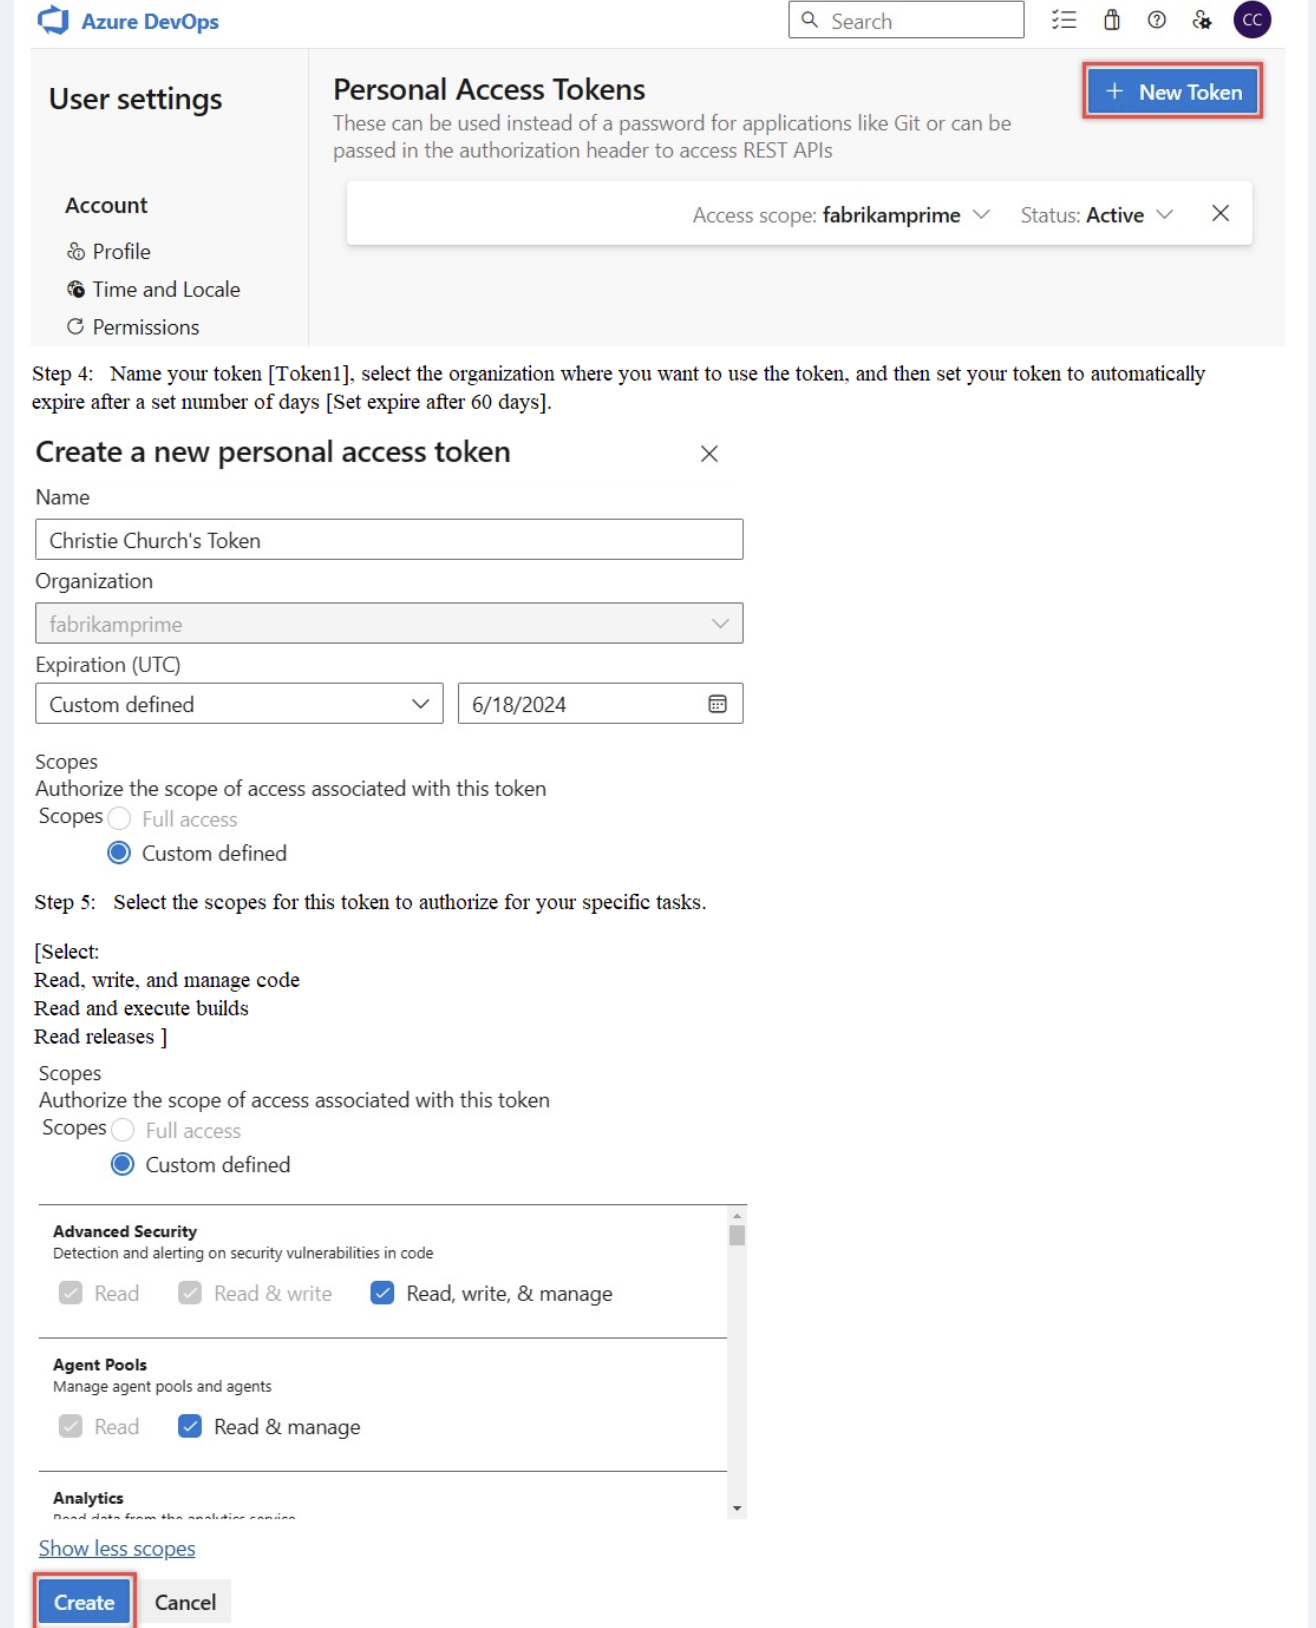 Azure DevOps
Search
CC
User settings
Personal Access Tokens
+ New Token
These can be used instead of a password for applications like Git or can be
passed in the authorization header to access REST APIs
Account
Access scope: fabrikamprime
Status: Active
Profile
Time and Locale
Permissions
Step 4: Name your token [Token1], select the organization where you want to use the token, and then set your token to automatically
expire after a set number of days [Set expire after 60 days].
Create a new personal access token
Name
Christie Church's Token
Organization
fabrikamprime
Expiration (UTC)
Custom defined
6/18/2024
Scopes
Authorize the scope of access associated with this token
Scopes Full access
Custom defined
Step 5: Select the scopes for this token to authorize for your specific tasks.
[Select:
Read, write, and manage code
Read and execute builds
Read releases ]
Scopes
Authorize the scope of access associated with this token
Scopes Full access
Custom defined
Advanced Security
Detection and alerting on security vulnerabilities in code
Read Read & write Read, write, & manage
Agent Pools
Manage agent pools and agents
Read Read & manage
Analytics
Read data from the analytics service
Show less scopes
Create Cancel